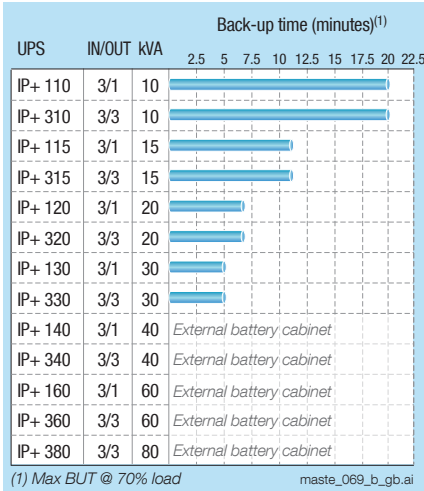 Back-up time (minutes)(1)
UPS IN/OUT kVA
2.5 5 7.5 10 12.5 15 17.5 20 22.5
IP+ 110 3/1 10
IP+ 310 3/3 10
IP+ 115 3/1 15
IP+ 315 3/3 15
IP+ 120 3/1 20
IP+ 320 3/3 20
IP+ 130 3/1 30
IP+ 330 3/3 30
IP+ 140 3/1 40 External battery cabinet
IP+ 340 3/3 40 External battery cabinet
IP+ 160 3/1 60 External battery cabinet
IP+ 360 3/3 60 External battery cabinet
IP+ 380 3/3 80 External battery cabinet
(1) Max BUT @ 70% load maste_069_b_gb.ai